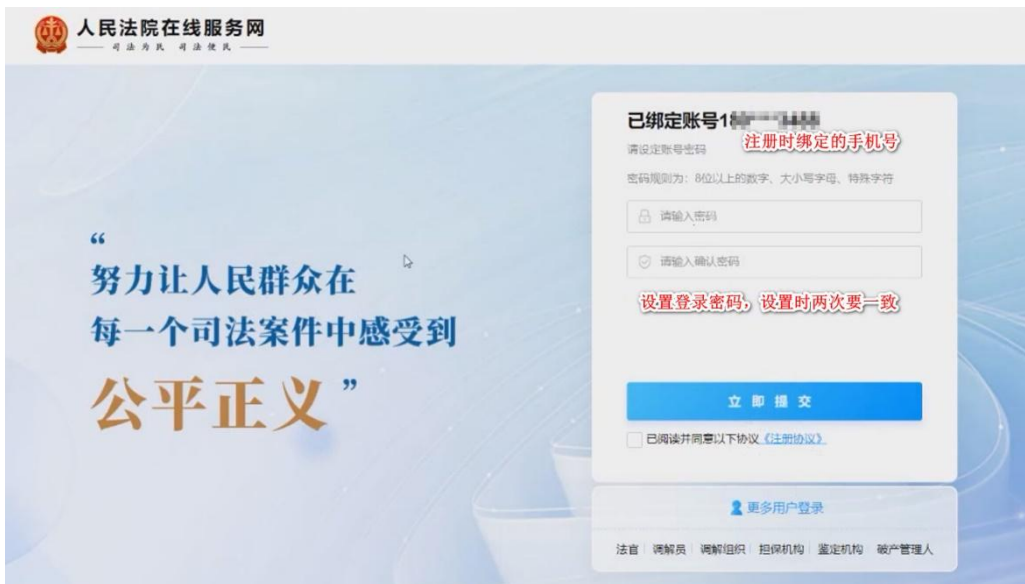 人民法院在线服务网
司法为民 司法便民
已绑定账号
注册时绑定的手机号
请设定账号密码
密码规则为：8位以上的数字、大小写字母、特殊字符
请输入密码
请输入确认密码
设置登录密码，设置时两次要一致
“
努力让人民群众在
每一个司法案件中感受到
公平正义”
立即提交
已阅读并同意以下协议《注册协议》
更多用户登录
法官 调解员 调解组织 担保机构 鉴定机构 破产管理人